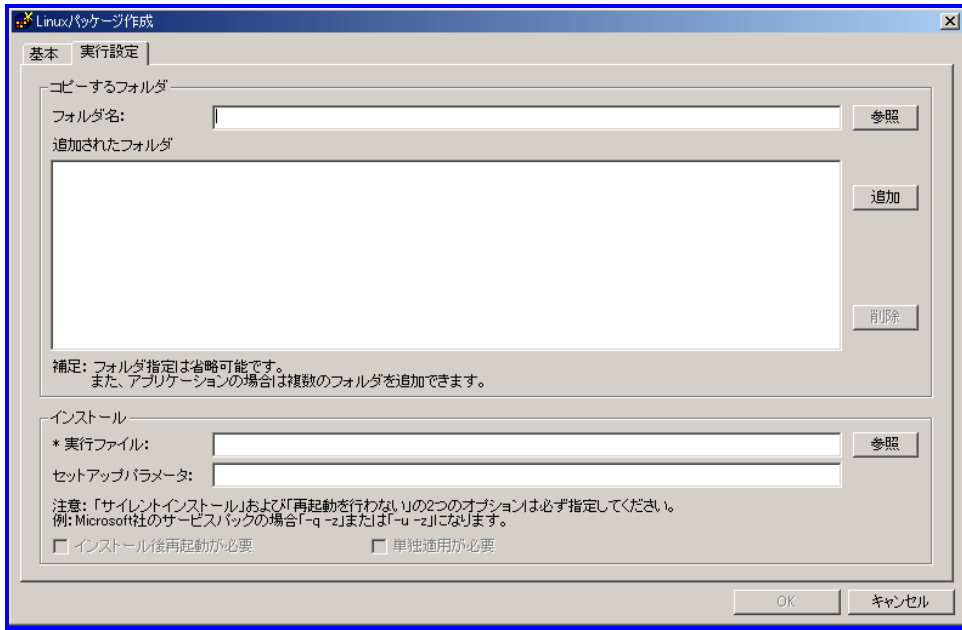 Linuxパッケージ作成
基本 実行設定
コピーするフォルダ
フォルダ名: 参照
追加されたフォルダ
追加
削除
補足: フォルダ指定は省略可能です。
また、アプリケーションの場合は複数のフォルダを追加できます。
インストール
* 実行ファイル: 参照
セットアップパラメータ:
注意: 「サイレントインストール」および「再起動を行わない」の2つのオプションは必ず指定してください。
例: Microsoft社のサービスパックの場合「-q -z」または「-u -z」になります。
インストール後再起動が必要 単独適用が必要
OK キャンセル